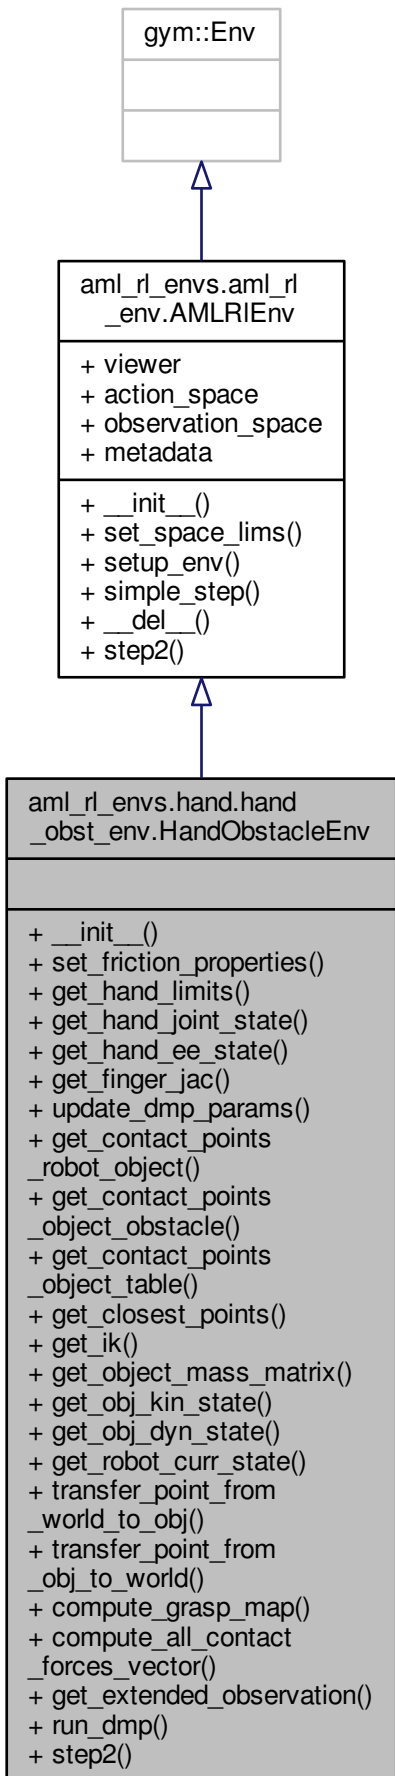 gym::Env
aml_rl_envs.aml_rl
_env.AMLRlEnv
+ viewer
+ action_space
+ observation_space
+ metadata
+ __init__()
+ set_space_lims()
+ setup_env()
+ simple_step()
+ __del__()
+ step2()
aml_rl_envs.hand.hand
_obst_env.HandObstacleEnv
+ __init__()
+ set_friction_properties()
+ get_hand_limits()
+ get_hand_joint_state()
+ get_hand_ee_state()
+ get_finger_jac()
+ update_dmp_params()
+ get_contact_points
_robot_object()
+ get_contact_points
_object_obstacle()
+ get_contact_points
_object_table()
+ get_closest_points()
+ get_ik()
+ get_object_mass_matrix()
+ get_obj_kin_state()
+ get_obj_dyn_state()
+ get_robot_curr_state()
+ transfer_point_from
_world_to_obj()
+ transfer_point_from
_obj_to_world()
+ compute_grasp_map()
+ compute_all_contact
_forces_vector()
+ get_extended_observation()
+ run_dmp()
+ step2()